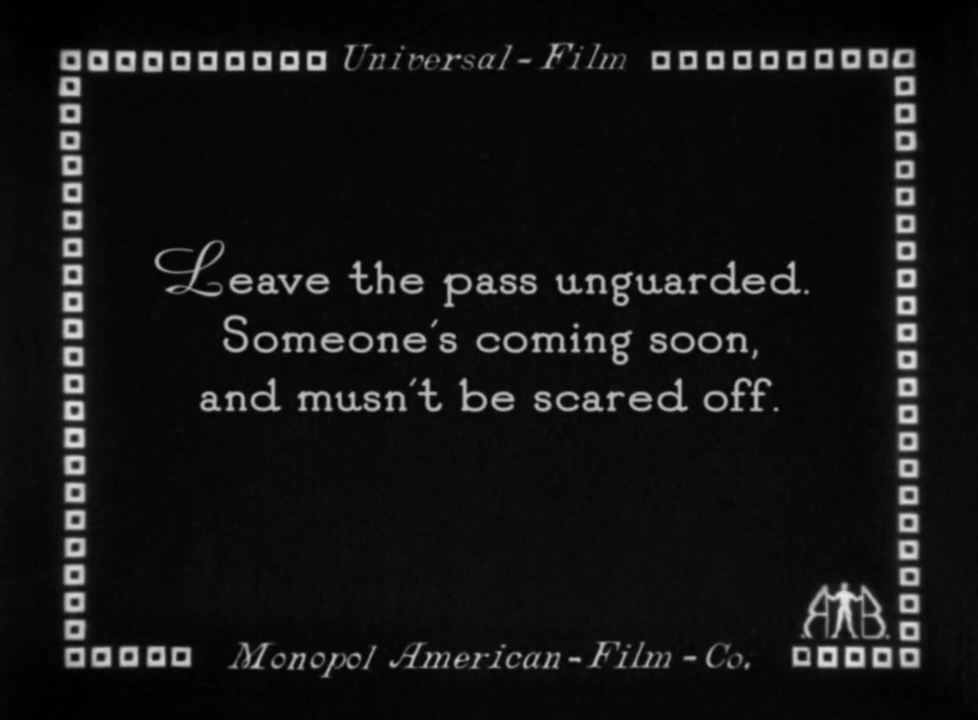 Universal-Film
Leave the pass unguarded.
Someone's coming soon,
and musn't be scared off.
A B.
Monopol American-Film-Co.